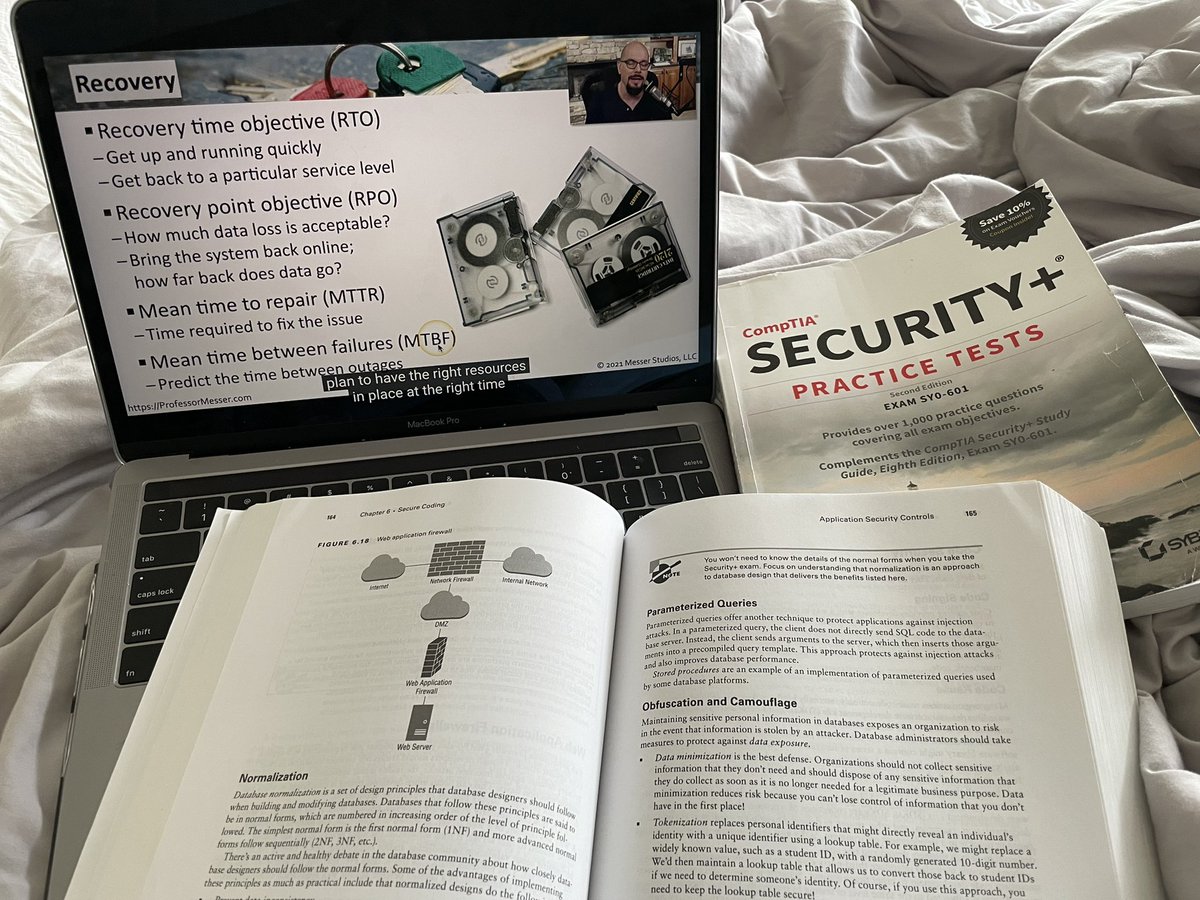 Recovery
▪ Recovery time objective (RTO)
– Get up and running quickly
– Get back to a particular service level
▪ Recovery point objective (RPO)
– How much data loss is acceptable?
– Bring the system back online;
how far back does data go?
▪ Mean time to repair (MTTR)
– Time required to fix the issue
▪ Mean time between failures (MTBF)
– Predict the time between outages
plan to have the right resources
in place at the right time
https://ProfessorMesser.com
© 2021 Messer Studios, LLC
MacBook Pro
delete
tab
caps lock
shift
fn
Save 10%
on Exam Vouchers
Coupon Inside!
CompTIA®
SECURITY+®
PRACTICE TESTS
Second Edition
EXAM SY0-601
Provides over 1,000 practice questions
covering all exam objectives.
Complements the CompTIA Security+ Study
Guide, Eighth Edition, Exam SY0-601.
SYB
164 Chapter 6 ▪ Secure Coding
FIGURE 6.18 Web application firewall
Internet
Network Firewall
Internal Network
DMZ
Web Application
Firewall
Web Server
Normalization
Database normalization is a set of design principles that database designers should follow
when building and modifying databases. Databases that follow these principles are said to
be in normal forms, which are numbered in increasing order of the level of principle fol-
lowed. The simplest normal form is the first normal form (1NF) and more advanced normal
forms follow sequentially (2NF, 3NF, etc.).
There's an active and healthy debate in the database community about how closely data-
base designers should follow the normal forms. Some of the advantages of implementing
these principles as much as practical include that normalized designs do the
Application Security Controls 165
NOTE
You won't need to know the details of the normal forms when you take the
Security+ exam. Focus on understanding that normalization is an approach
to database design that delivers the benefits listed here.
Parameterized Queries
Parameterized queries offer another technique to protect applications against injection
attacks. In a parameterized query, the client does not directly send SQL code to the data-
base server. Instead, the client sends arguments to the server, which then inserts those argu-
ments into a precompiled query template. This approach protects against injection attacks
and also improves database performance.
Stored procedures are an example of an implementation of parameterized queries used
by some database platforms.
Obfuscation and Camouflage
Maintaining sensitive personal information in databases exposes an organization to risk
in the event that information is stolen by an attacker. Database administrators should take
measures to protect against data exposure.
▪ Data minimization is the best defense. Organizations should not collect sensitive
information that they don't need and should dispose of any sensitive information that
they do collect as soon as it is no longer needed for a legitimate business purpose. Data
minimization reduces risk because you can't lose control of information that you don't
have in the first place!
▪ Tokenization replaces personal identifiers that might directly reveal an individual's
identity with a unique identifier using a lookup table. For example, we might replace a
widely known value, such as a student ID, with a randomly generated 10-digit number.
We'd then maintain a lookup table that allows us to convert those back to student IDs
if we need to determine someone's identity. Of course, if you use this approach, you
need to keep the lookup table secure!